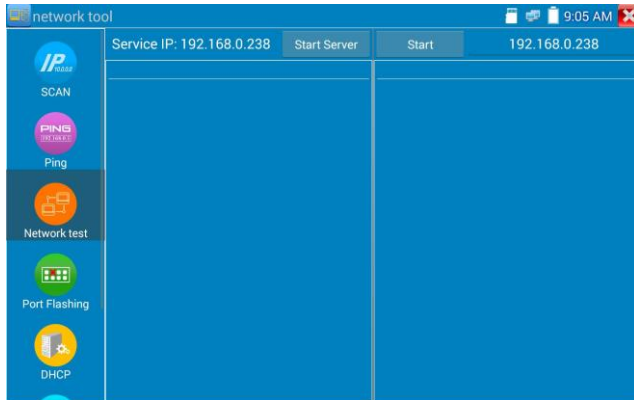 network tool
9:05 AM
Service IP: 192.168.0.238
Start Server
Start
192.168.0.238
IP
SCAN
PING
Ping
Network test
Port Flashing
DHCP